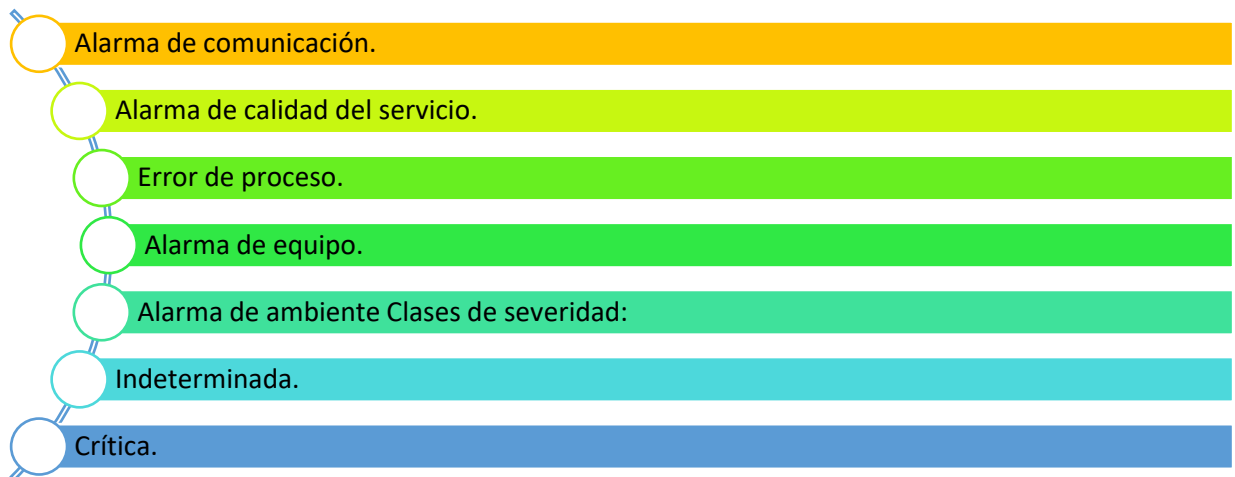 Alarma de comunicación.
Alarma de calidad del servicio.
Error de proceso.
Alarma de equipo.
Alarma de ambiente Clases de severidad:
Indeterminada.
Crítica.